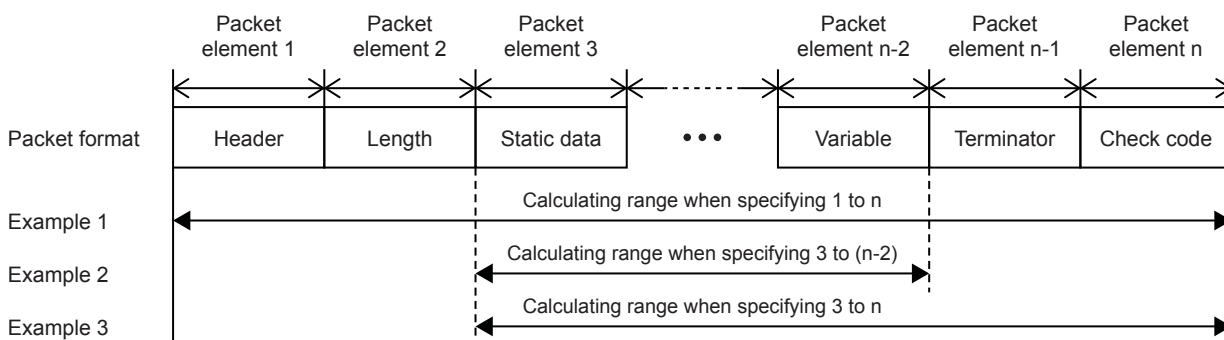 Packet element 1
Packet element 2
Packet element 3
Packet element n-2
Packet element n-1
Packet element n
Packet format
Header
Length
Static data
•••
Variable
Terminator
Check code
Example 1
Calculating range when specifying 1 to n
Example 2
Calculating range when specifying 3 to (n-2)
Example 3
Calculating range when specifying 3 to n